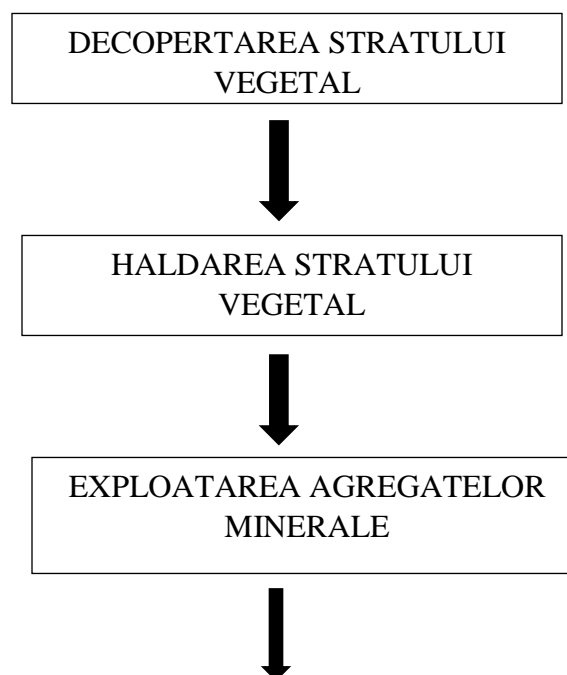 DECOPERTAREA STRATULUI
VEGETAL
HALDAREA STRATULUI
VEGETAL
EXPLOATAREA AGREGATELOR
MINERALE